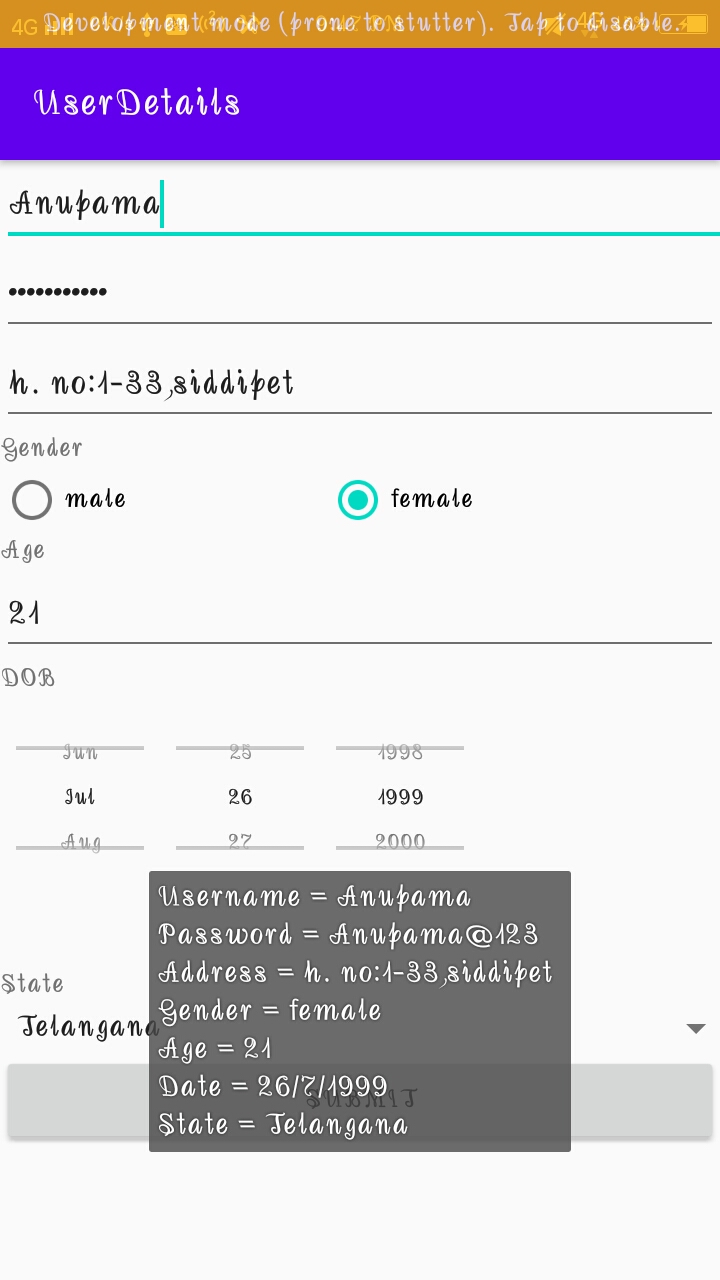 Development mode (prone to stutter). Tap to disable.
4G
UserDetails
Anupama
•••••••••••
h. no:1-33,siddipet
Gender
male female
Age
21
DOB
Jun 25 1998
Jul 26 1999
Aug 27 2000
Username = Anupama
Password = Anupama@123
Address = h. no:1-33,siddipet
Gender = female
Age = 21
Date = 26/7/1999
State = Telangana
State
Telangana
SUBMIT